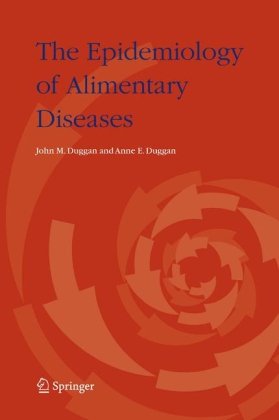 The Epidemiology
of Alimentary
Diseases
John M. Duggan and Anne E. Duggan
Springer